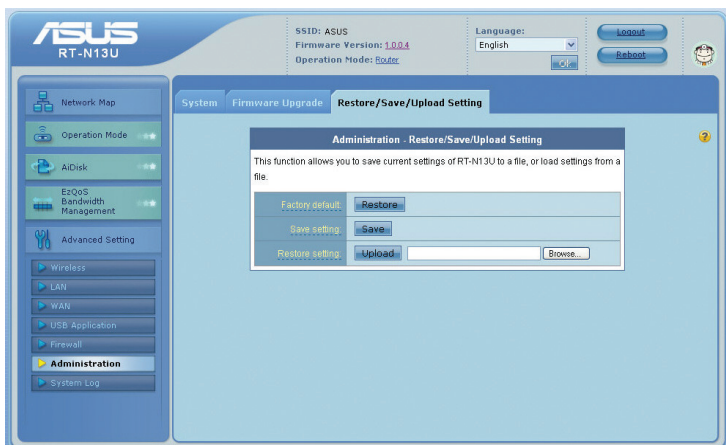 ASUS
RT-N13U
SSID: ASUS
Firmware Version: 1.0.0.4
Operation Mode: Router
Language:
English
OK
Logout
Reboot
Network Map
Operation Mode
AiDisk
EzQoS
Bandwidth
Management
Advanced Setting
Wireless
LAN
WAN
USB Application
Firewall
Administration
System Log
System
Firmware Upgrade
Restore/Save/Upload Setting
Administration - Restore/Save/Upload Setting
This function allows you to save current settings of RT-N13U to a file, or load settings from a
file.
Factory default:
Restore
Save setting:
Save
Restore setting:
Upload
Browse...
?